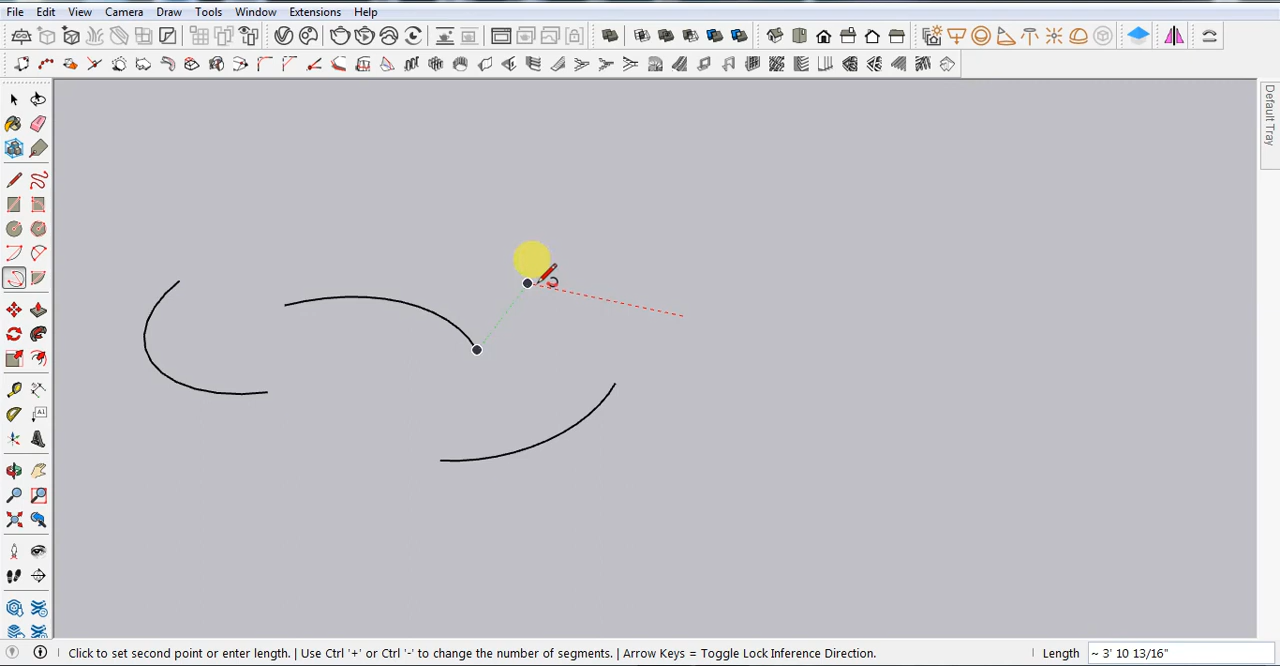 File Edit View Camera Draw Tools Window Extensions Help
Default Tray
A1
Click to set second point or enter length. | Use Ctrl '+' or Ctrl '-' to change the number of segments. | Arrow Keys = Toggle Lock Inference Direction. Length ~ 3' 10 13/16"